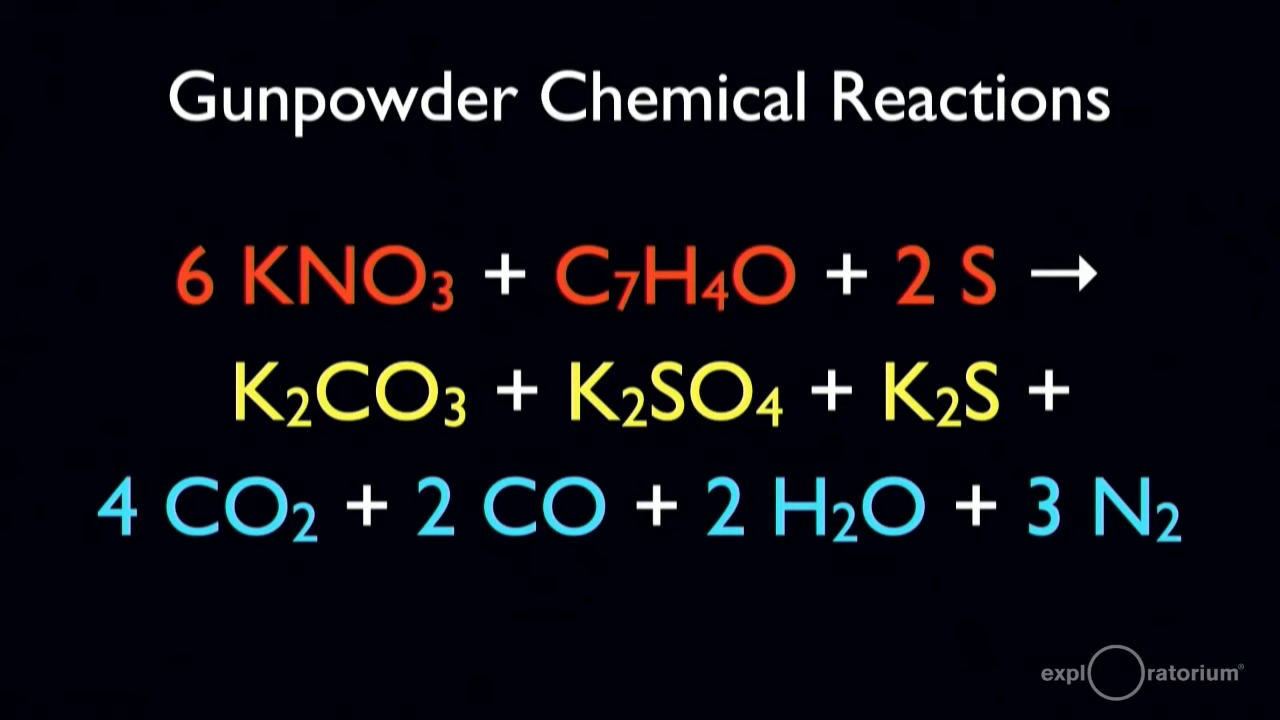 Gunpowder Chemical Reactions
6 KNO₃ + C₇H₄O + 2 S →
K₂CO₃ + K₂SO₄ + K₂S +
4 CO₂ + 2 CO + 2 H₂O + 3 N₂
explOratorium®